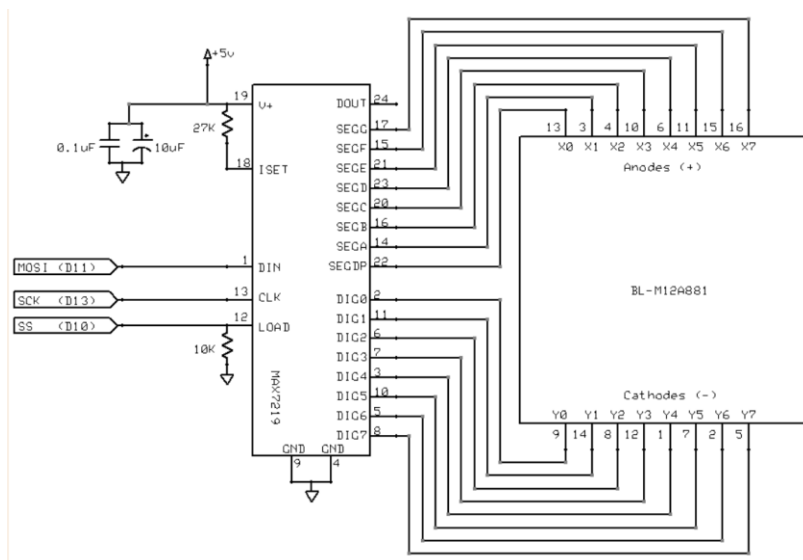 +5v
19
V+
DOUT
24
27K
0.1uF
10uF
SEGG
17
SEGF
15
18
ISET
SEGE
21
SEGD
23
SEGC
20
SEGB
16
SEGA
14
SEGDP
22
MOSI (D11)
1
DIN
SCK (D13)
13
CLK
SS (D10)
12
LOAD
10K
DIG0
2
DIG1
11
DIG2
6
DIG3
7
DIG4
3
DIG5
10
DIG6
5
DIG7
8
MAX7219
GND
GND
9
4
13 3 4 10 6 11 15 16
X0 X1 X2 X3 X4 X5 X6 X7
Anodes (+)
BL-M12A881
Cathodes (-)
Y0 Y1 Y2 Y3 Y4 Y5 Y6 Y7
9 14 8 12 1 7 2 5